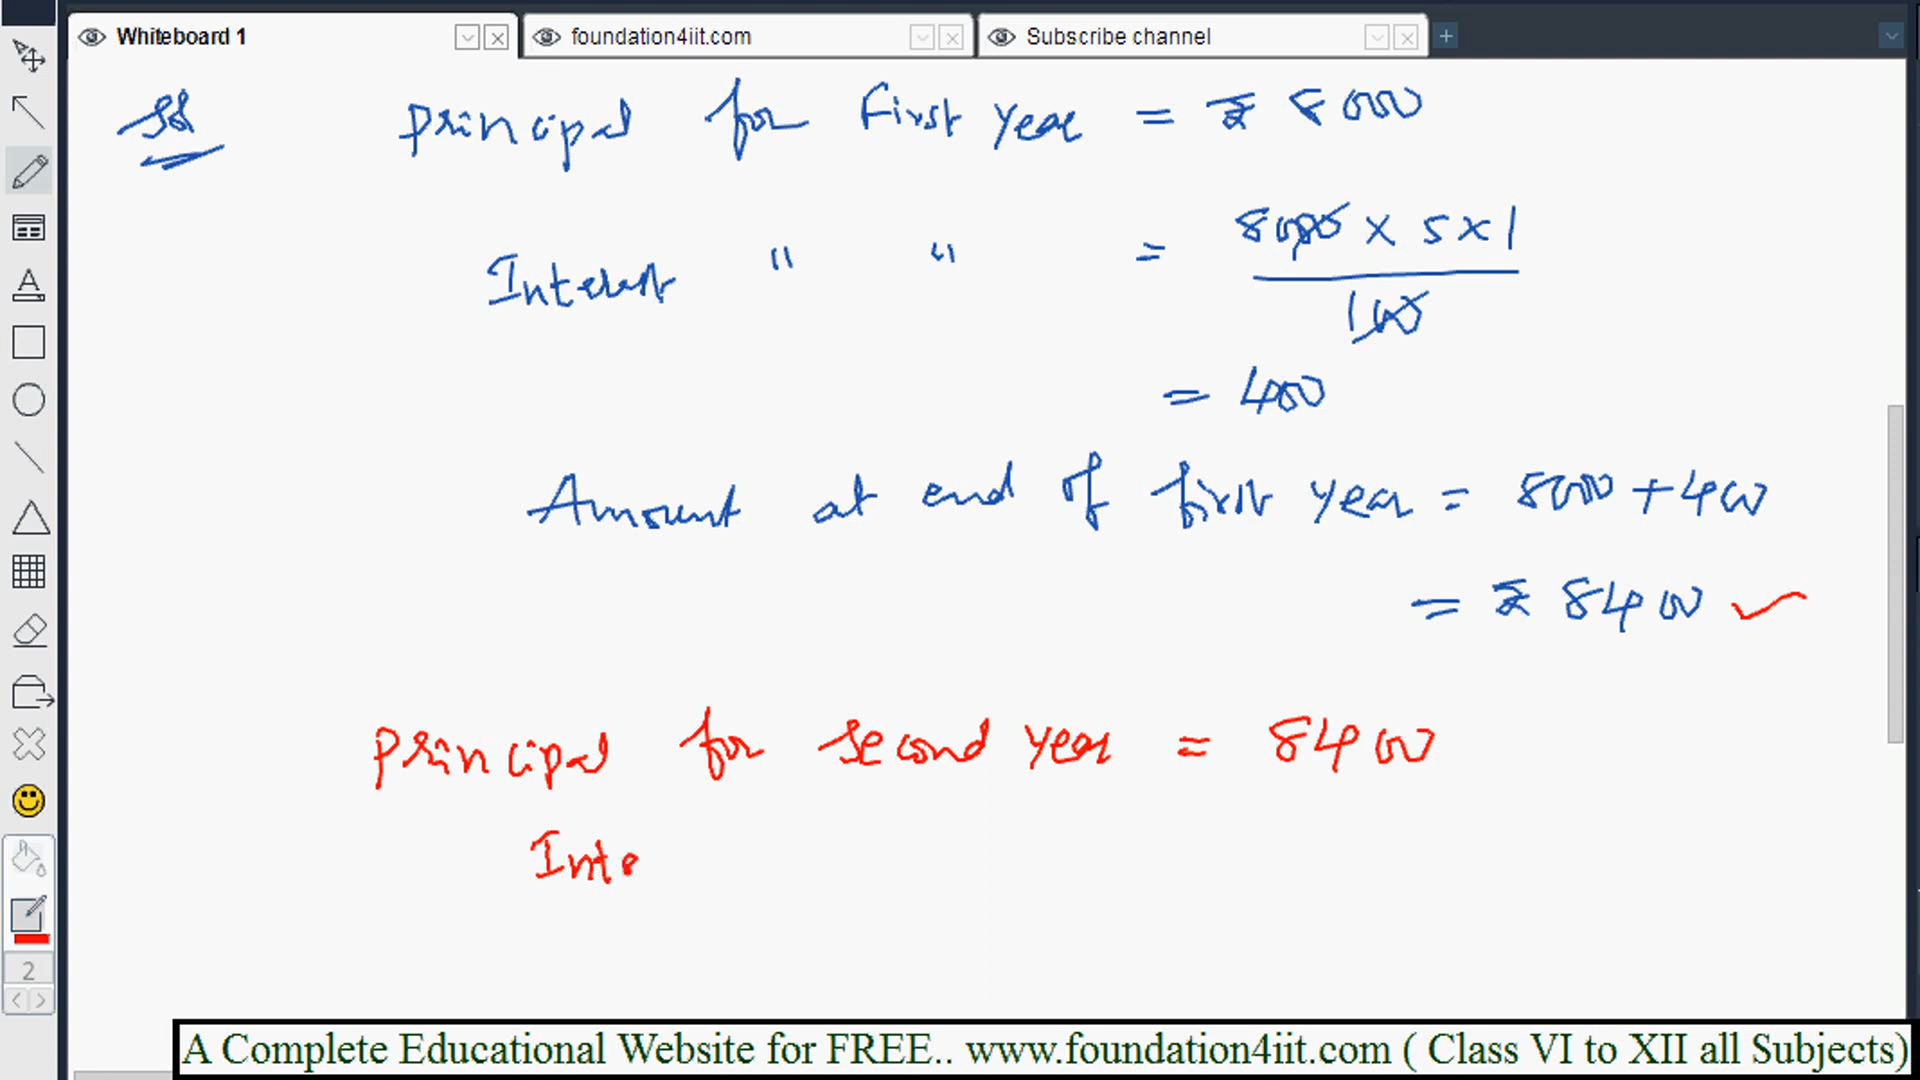 Whiteboard 1 foundation4iit.com Subscribe channel
Sol Principal for First Year = ₹ 8000
Interest " " = 8000 x 5 x 1
100
= 400
Amount at end of first year = 8000 + 400
= ₹ 8400
Principal for second year = 8400
Inte
2
A Complete Educational Website for FREE.. www.foundation4iit.com ( Class VI to XII all Subjects)